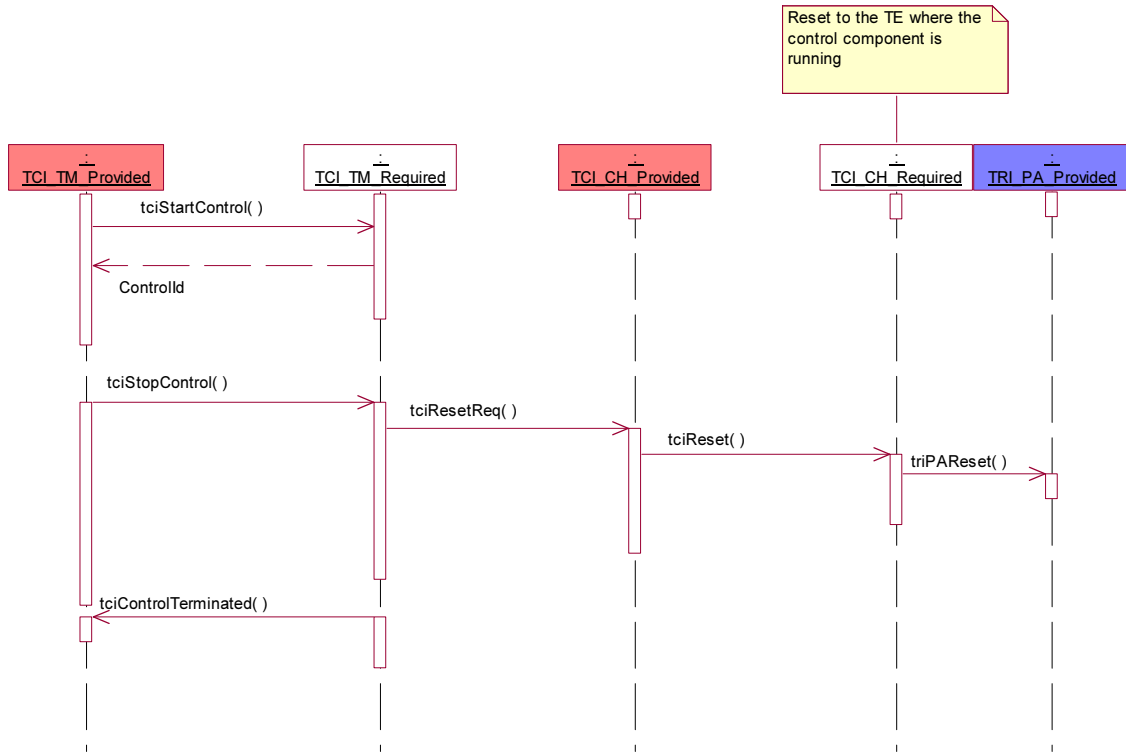 Reset to the TE where the
control component is
running
:
TCI_TM_Provided
:
TCI_TM_Required
:
TCI_CH_Provided
:
TCI_CH_Required
:
TRI_PA_Provided
tciStartControl( )
ControlId
tciStopControl( )
tciResetReq( )
tciReset( )
triPAReset( )
tciControlTerminated( )